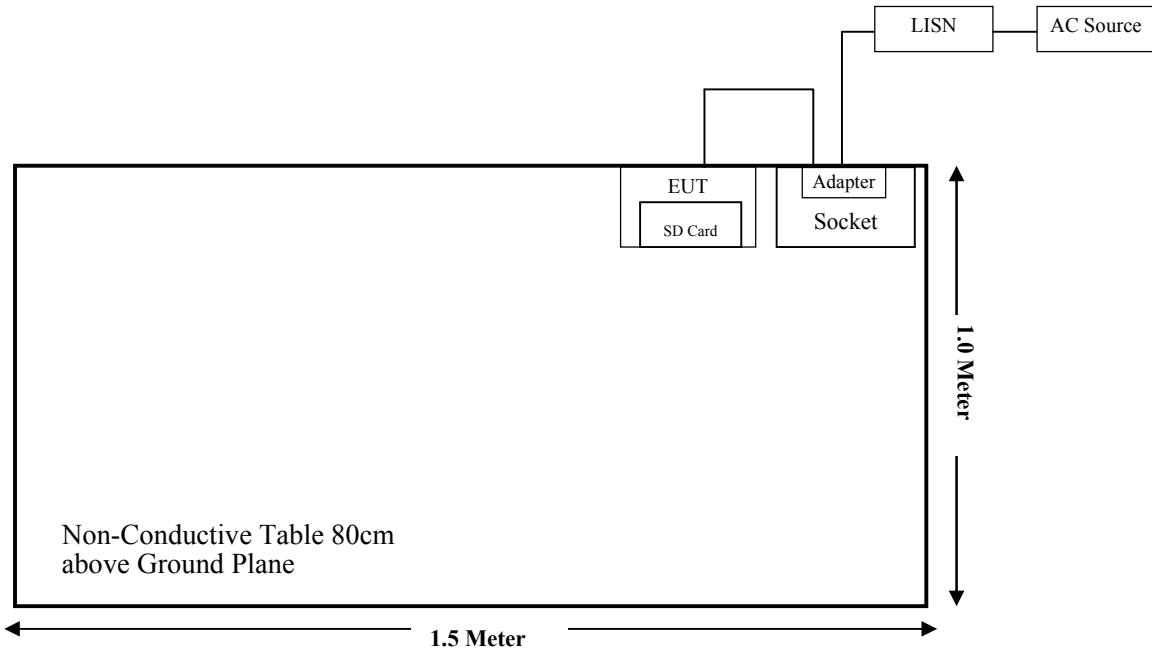 LISN
AC Source
EUT
SD Card
Adapter
Socket
1.0 Meter
Non-Conductive Table 80cm
above Ground Plane
1.5 Meter